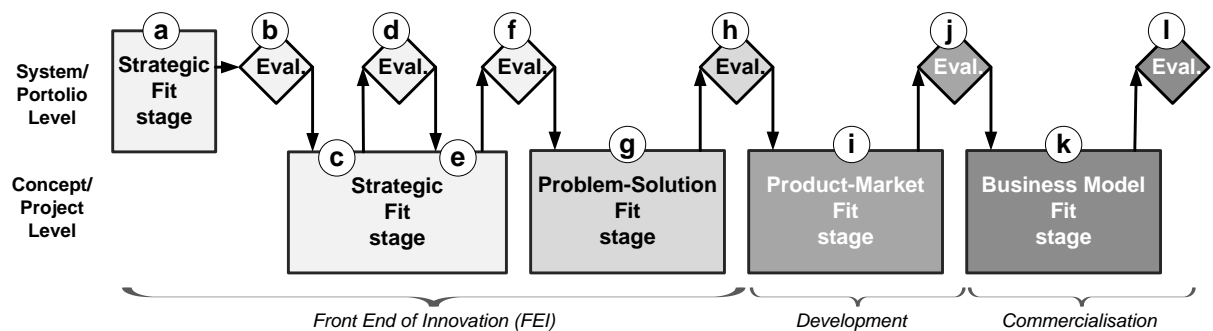 a
b
d
f
h
j
l
System/
Portolio
Level
Strategic
Fit
stage
Eval.
Eval.
Eval.
Eval.
Eval.
Eval.
c
e
g
i
k
Concept/
Project
Level
Strategic
Fit
stage
Problem-Solution
Fit
stage
Product-Market
Fit
stage
Business Model
Fit
stage
Front End of Innovation (FEI)
Development
Commercialisation